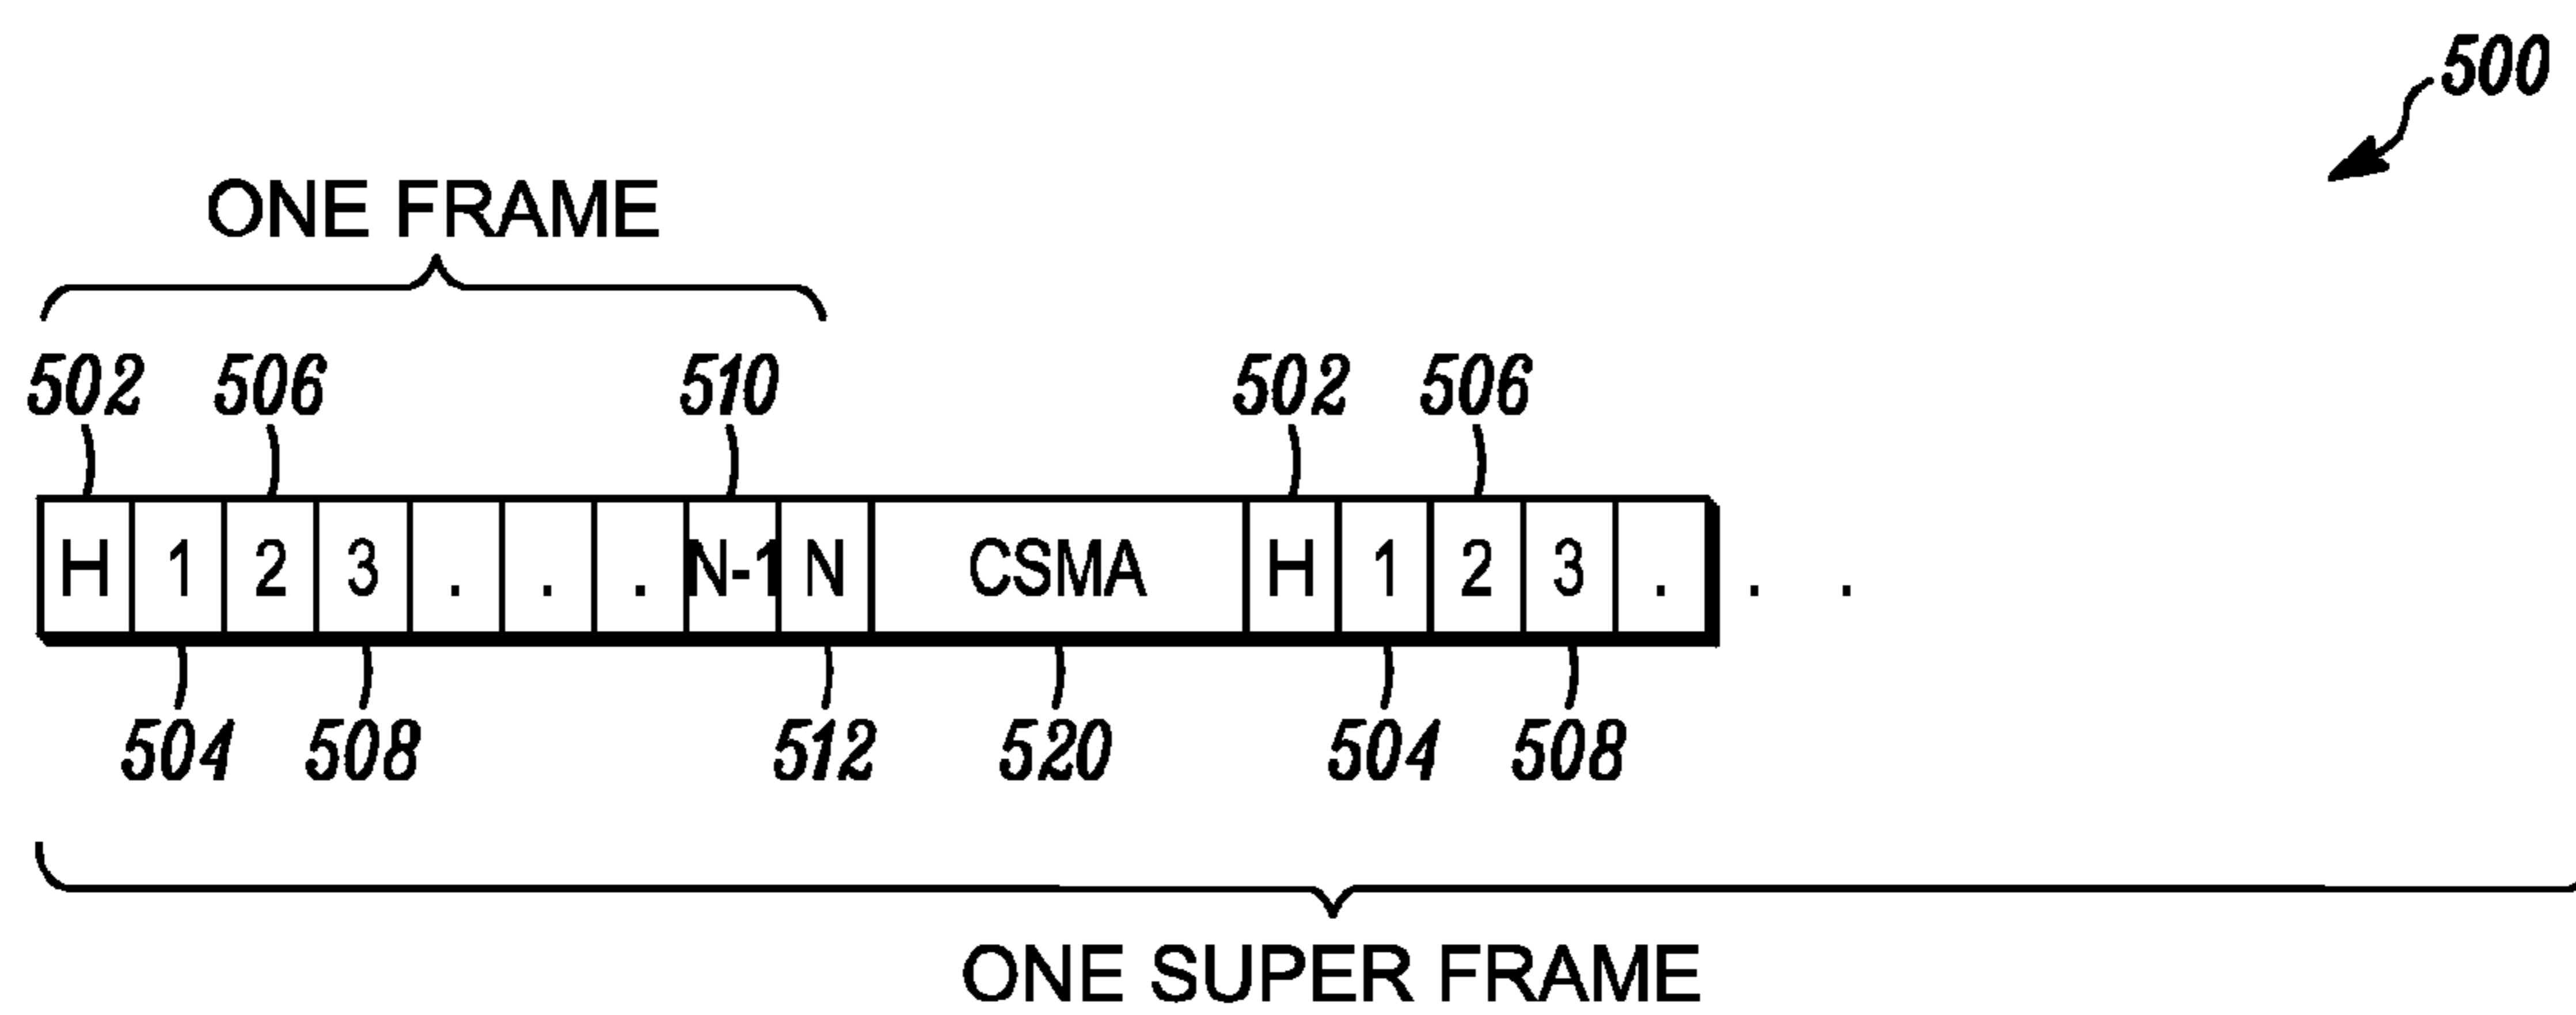 500
ONE FRAME
502 506 510 502 506
H 1 2 3 . . . N-1 N CSMA H 1 2 3 . . .
504 508 512 520 504 508
ONE SUPER FRAME